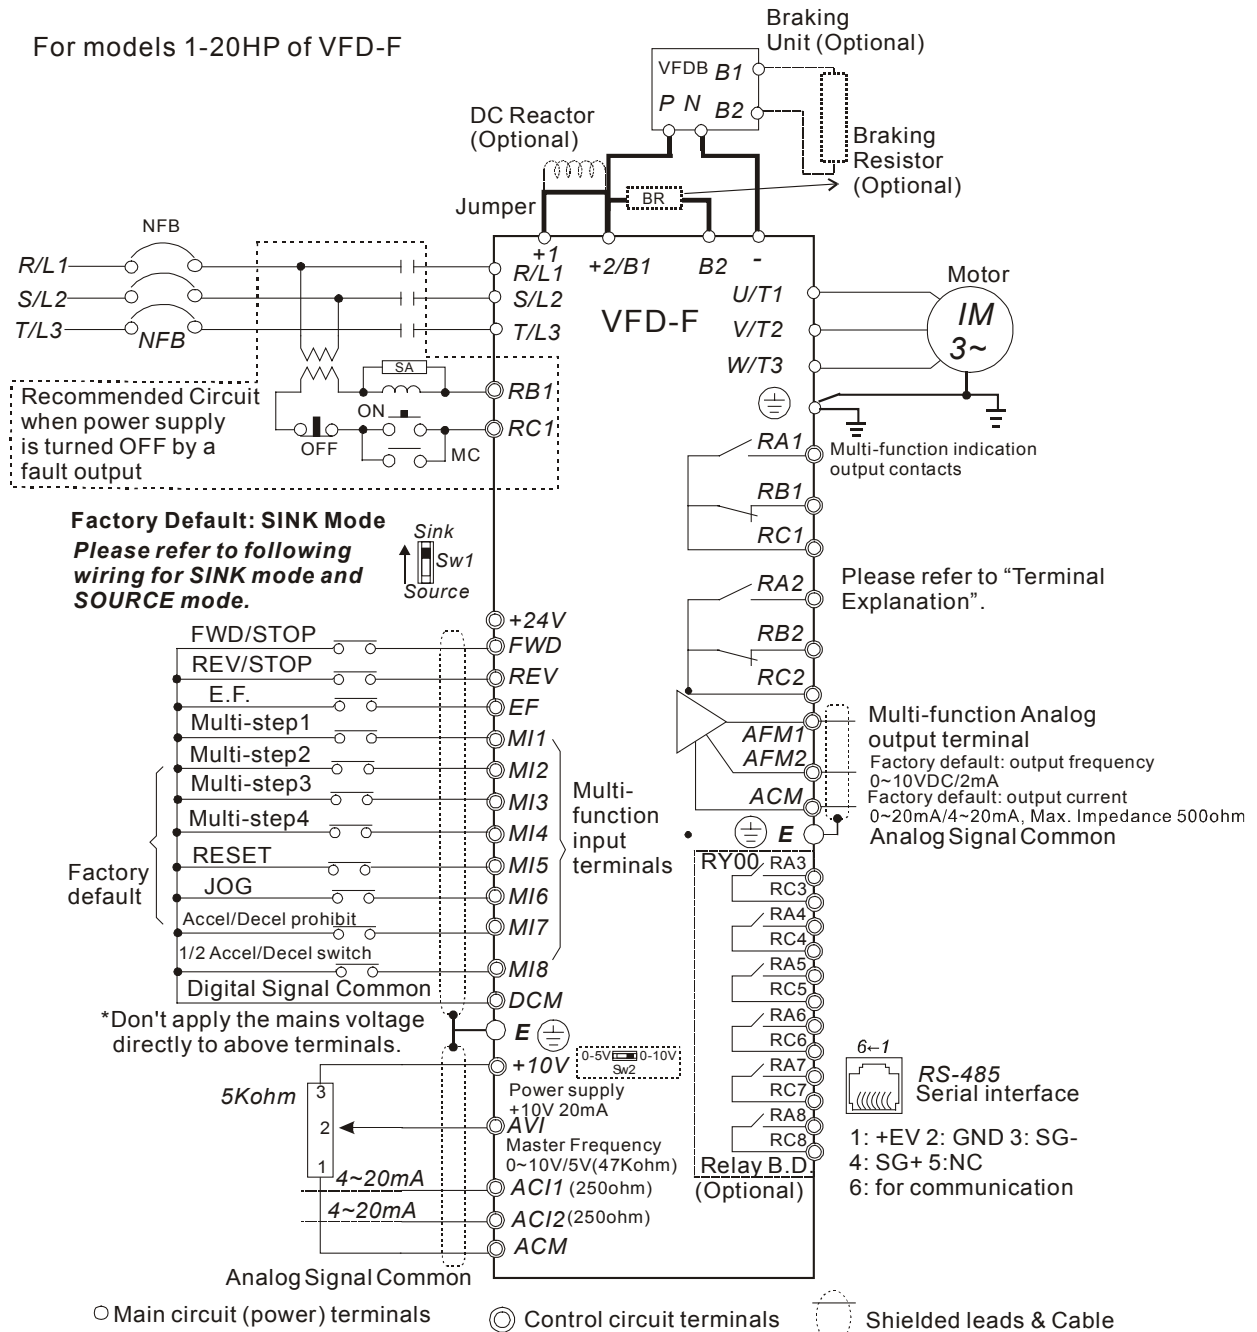 For models 1-20HP of VFD-F
Braking
Unit (Optional)
VFDB
B1
P N
B2
DC Reactor
(Optional)
Braking
Resistor
(Optional)
BR
Jumper
NFB
+1
+2/B1
B2
-
R/L1
R/L1
S/L2
S/L2
T/L3
T/L3
NFB
VFD-F
U/T1
V/T2
W/T3
Motor
IM
3~
SA
RB1
ON
RC1
OFF
MC
Recommended Circuit
when power supply
is turned OFF by a
fault output
RA1
Multi-function indication
output contacts
RB1
RC1
Factory Default: SINK Mode
Please refer to following
wiring for SINK mode and
SOURCE mode.
Sink
Sw1
Source
RA2
Please refer to “Terminal
Explanation”.
RB2
RC2
+24V
FWD/STOP
FWD
REV/STOP
REV
E.F.
EF
Multi-step1
MI1
Multi-step2
MI2
Multi-step3
MI3
Multi-step4
MI4
RESET
MI5
JOG
MI6
Accel/Decel prohibit
MI7
1/2 Accel/Decel switch
MI8
Digital Signal Common
DCM
Factory
default
Multi-
function
input
terminals
AFM1
Multi-function Analog
output terminal
AFM2
Factory default: output frequency
0~10VDC/2mA
ACM
Factory default: output current
0~20mA/4~20mA, Max. Impedance 500ohm
E
Analog Signal Common
*Don't apply the mains voltage
directly to above terminals.
E
+10V
0-5V
0-10V
Sw2
Power supply
+10V 20mA
5Kohm
3
2
1
AVI
Master Frequency
0~10V/5V(47Kohm)
4~20mA
ACI1 (250ohm)
4~20mA
ACI2 (250ohm)
ACM
Analog Signal Common
RY00
RA3
RC3
RA4
RC4
RA5
RC5
RA6
RC6
RA7
RC7
RA8
RC8
Relay B.D.
(Optional)
6←1
RS-485
Serial interface
1: +EV 2: GND 3: SG-
4: SG+ 5:NC
6: for communication
Main circuit (power) terminals
Control circuit terminals
Shielded leads & Cable